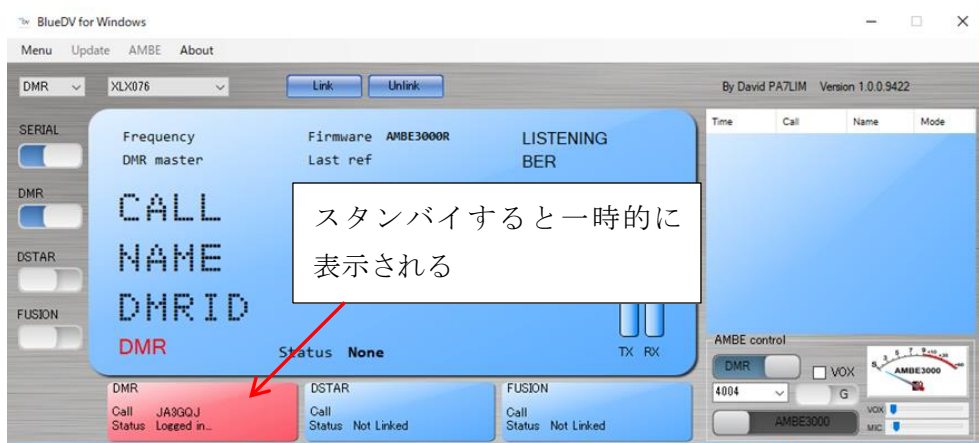 BlueDV for Windows
Menu Update AMBE About
DMR XLX076 Link Unlink By David PA7LIM Version 1.0.0.9422
SERIAL
DMR
DSTAR
FUSION
Frequency Firmware AMBE3000R LISTENING
DMR master Last ref BER
CALL
NAME
DMRID
DMR Status None TX RX
スタンバイすると一時的に
表示される
Time Call Name Mode
DMR
Call JA3GQJ
Status Logged in...
DSTAR
Call
Status Not Linked
FUSION
Call
Status Not Linked
AMBE control
DMR VOX
4004 G
AMBE3000
AMBE3000
VOX
MIC